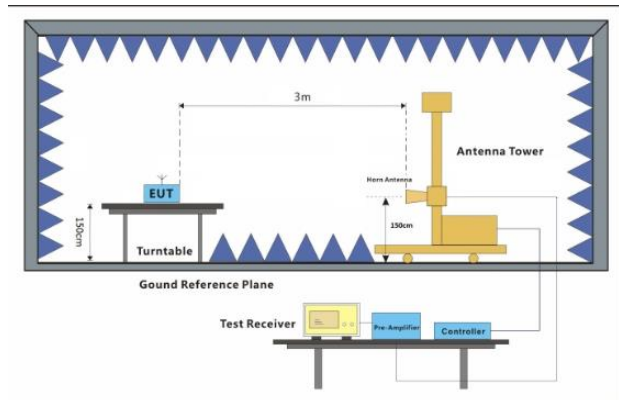 3m
Antenna Tower
Horn Antenna
EUT
150cm
150cm
Turntable
Gound Reference Plane
Test Receiver
Pre-Amplifier
Controller